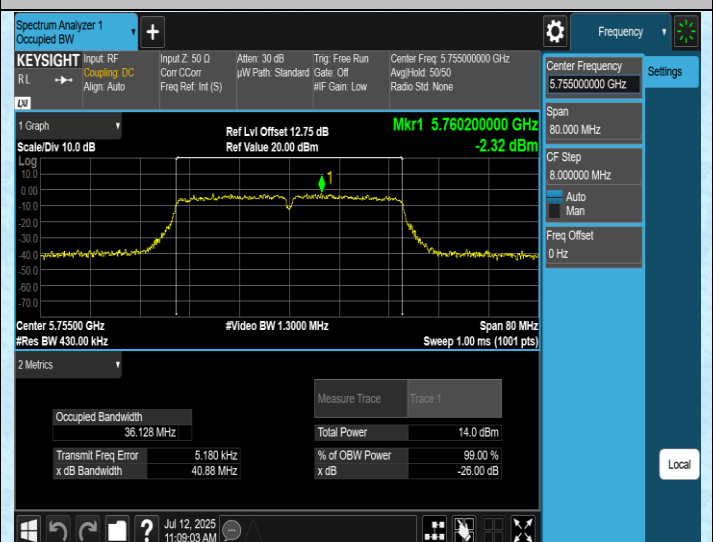 Spectrum Analyzer 1
Occupied BW
+
Frequency
KEYSIGHT
RL
LXI
Input: RF
Coupling: DC
Align: Auto
Input Z: 50 Ω
Corr CCorr
Freq Ref: Int (S)
Atten: 30 dB
µW Path: Standard
Trig: Free Run
Gate: Off
#IF Gain: Low
Center Freq: 5.755000000 GHz
Avg|Hold: 50/50
Radio Std: None
Center Frequency
5.755000000 GHz
Settings
Span
80.000 MHz
CF Step
8.000000 MHz
Auto
Man
Freq Offset
0 Hz
1 Graph
Scale/Div 10.0 dB
Ref Lvl Offset 12.75 dB
Ref Value 20.00 dBm
Mkr1 5.760200000 GHz
-2.32 dBm
Log
10.0
0.00
-10.0
-20.0
-30.0
-40.0
-50.0
-60.0
-70.0
1
Center 5.75500 GHz
#Res BW 430.00 kHz
#Video BW 1.3000 MHz
Span 80 MHz
Sweep 1.00 ms (1001 pts)
2 Metrics
Measure Trace
Trace 1
Occupied Bandwidth
36.128 MHz
Total Power
14.0 dBm
Transmit Freq Error
5.180 kHz
% of OBW Power
99.00 %
x dB Bandwidth
40.88 MHz
x dB
-26.00 dB
Local
?
Jul 12, 2025
11:09:03 AM